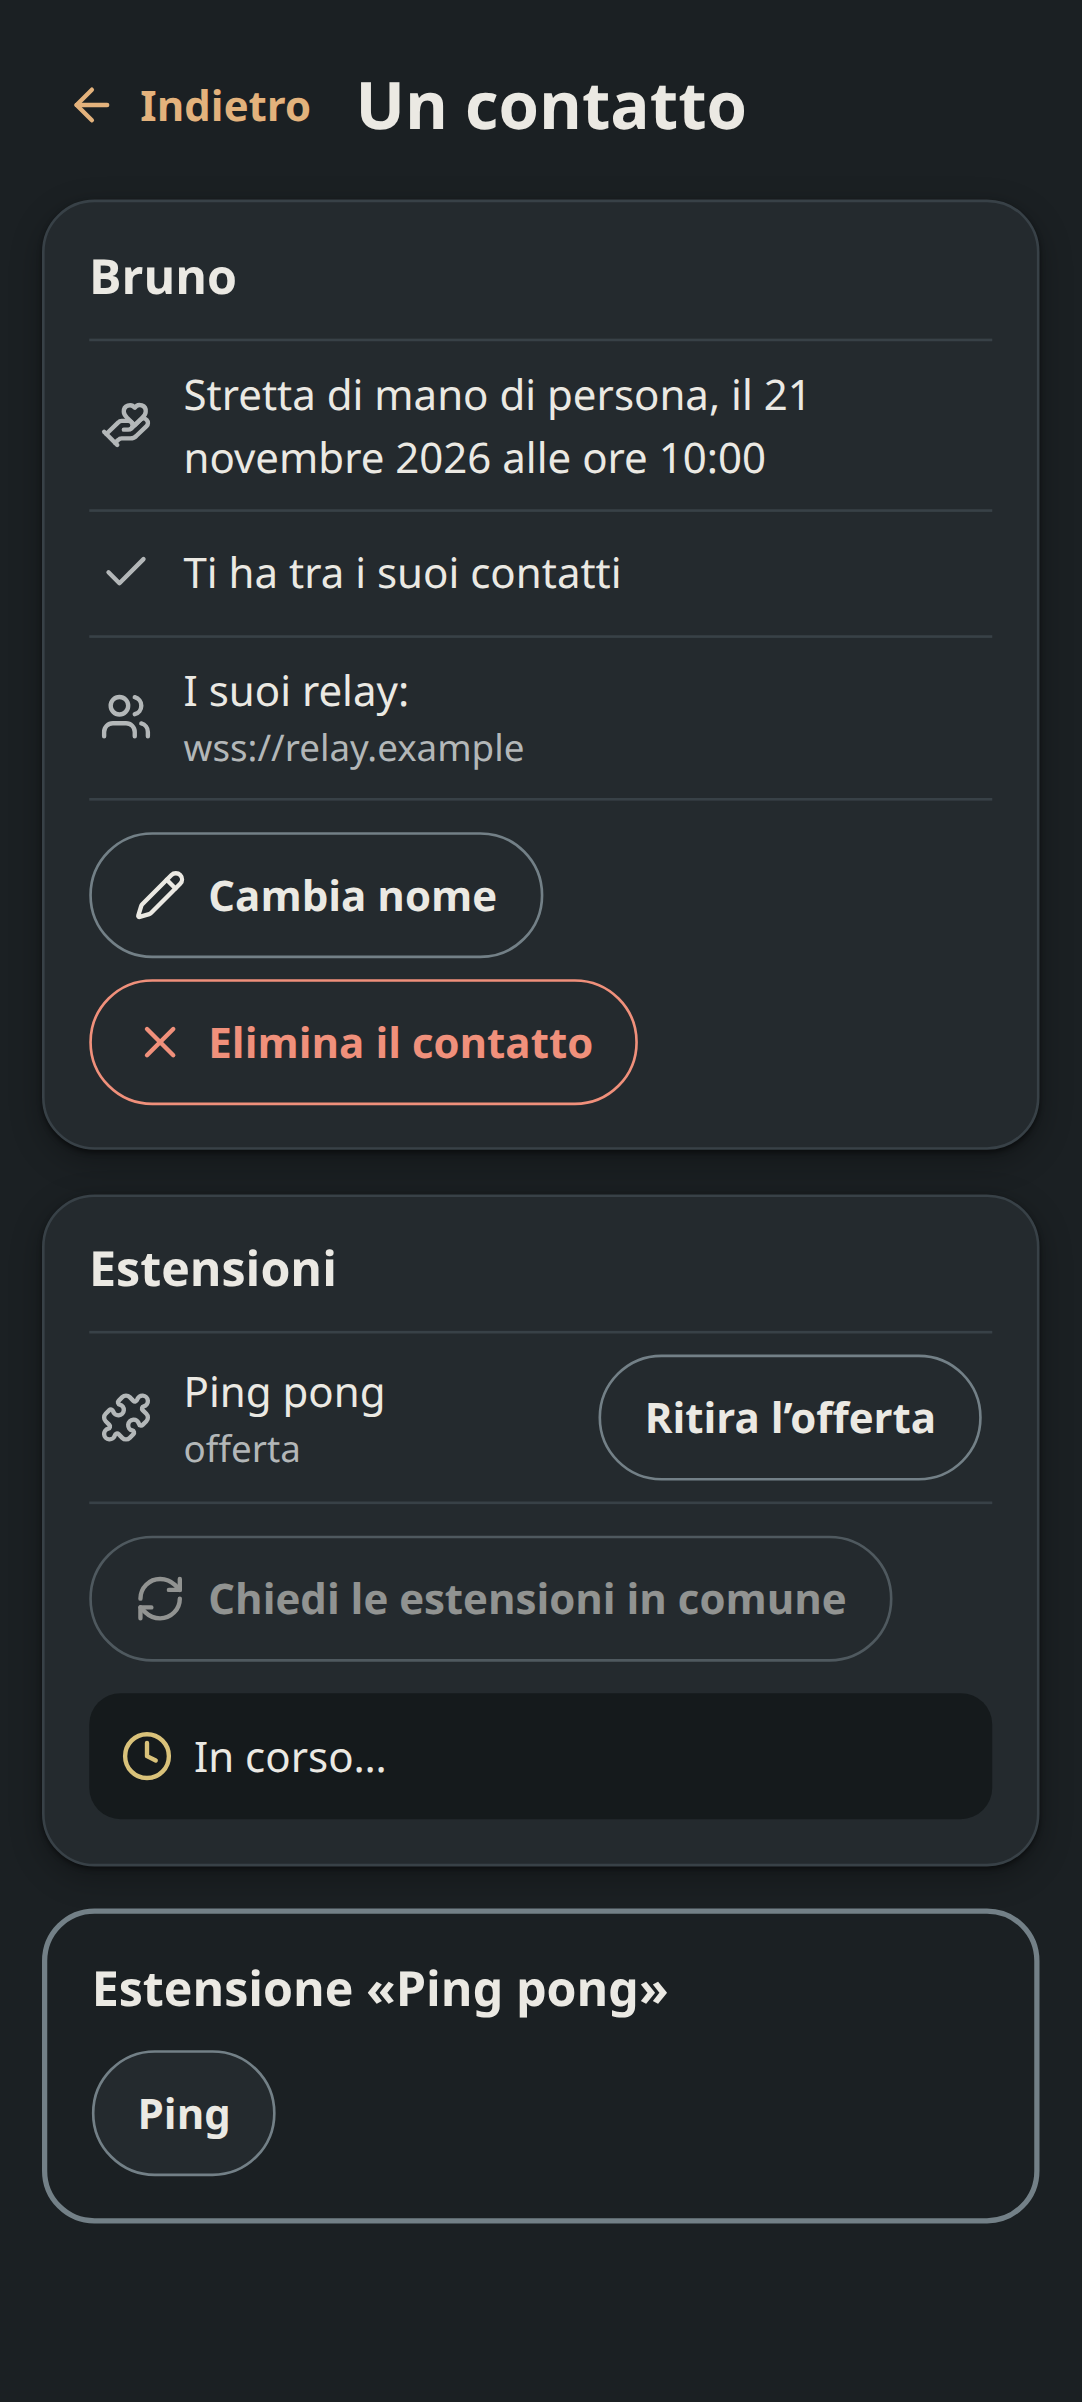 Indietro
Un contatto
Bruno
Stretta di mano di persona, il 21
novembre 2026 alle ore 10:00
Ti ha tra i suoi contatti
I suoi relay:
wss://relay.example
Cambia nome
Elimina il contatto
Estensioni
Ping pong
offerta
Ritira l’offerta
Chiedi le estensioni in comune
In corso…
Estensione «Ping pong»
Ping